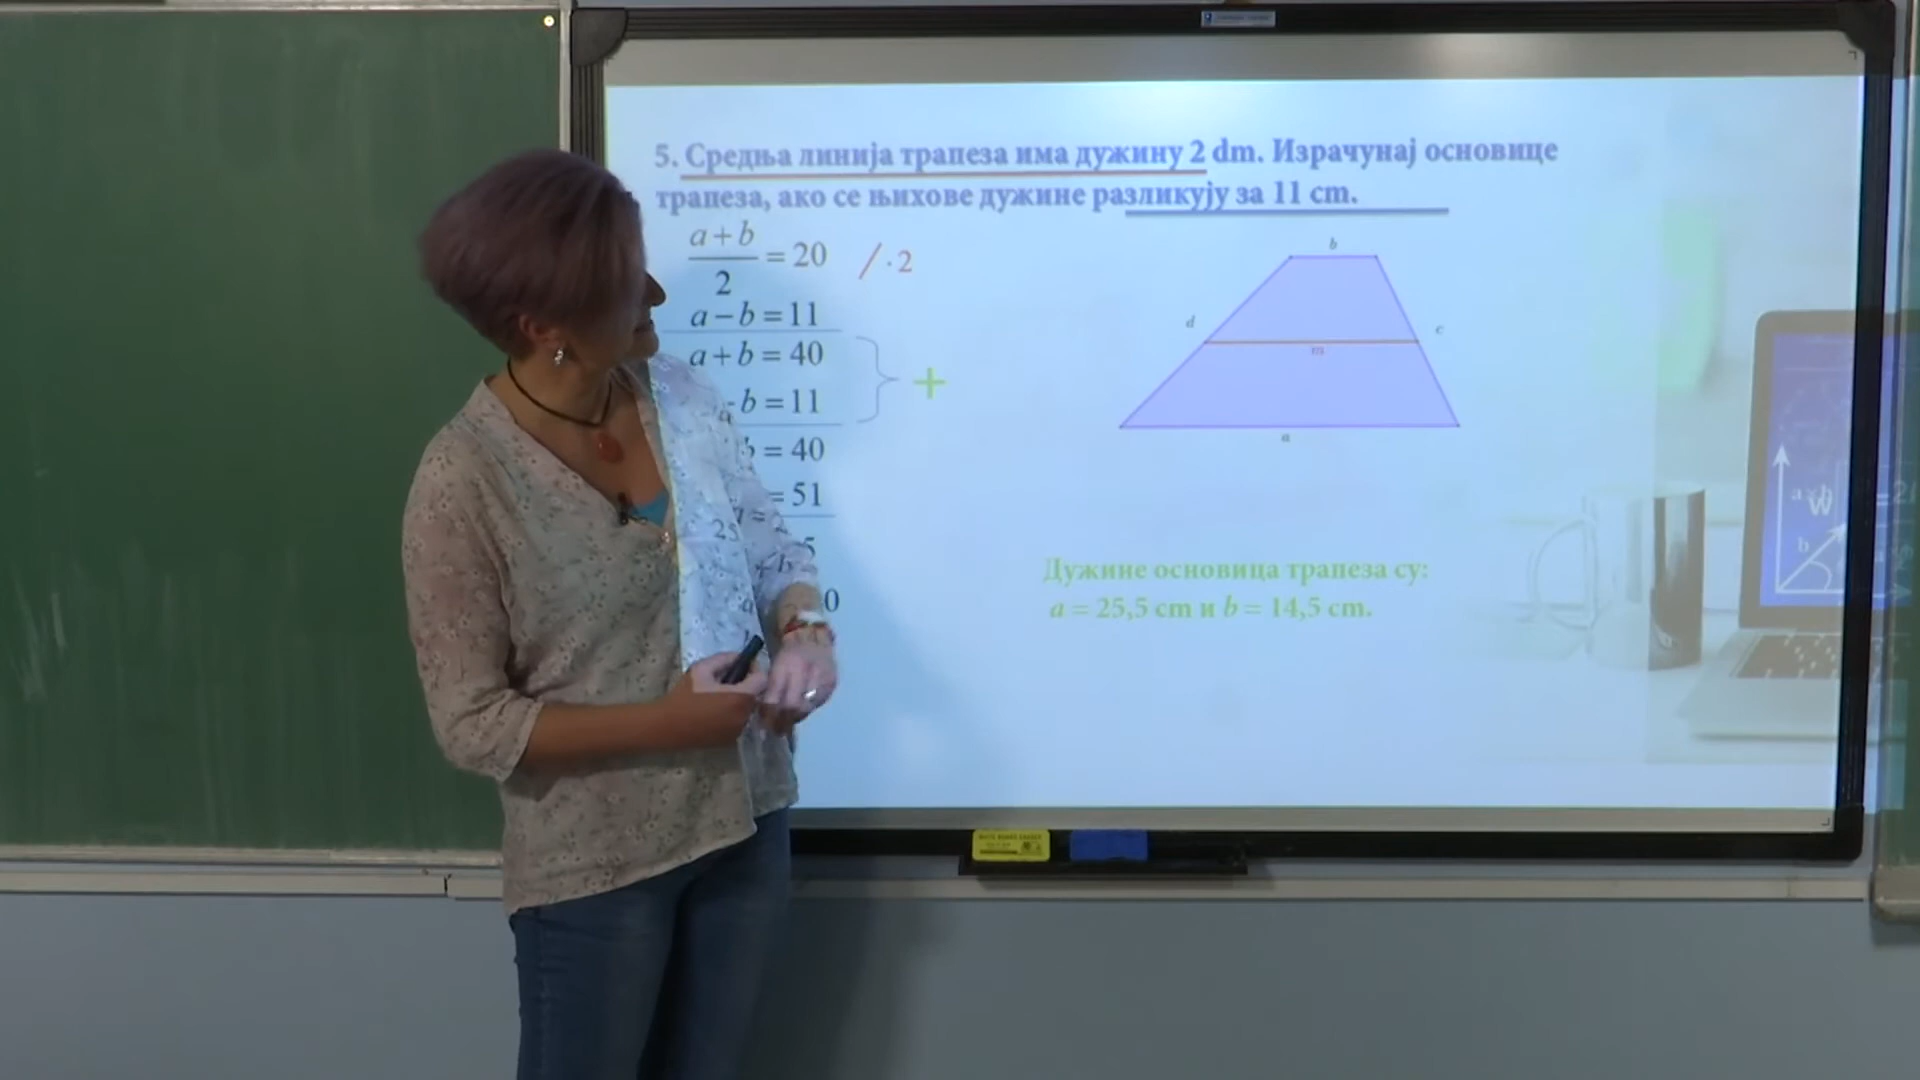 5. Средња линија трапеза има дужину 2 dm. Израчунај основице
трапеза, ако се њихове дужине разликују за 11 cm.
a + b
2
= 20 / · 2
a − b = 11
a + b = 40
- b = 11
b = 40
= 51
+
b
d
c
m
a
Дужине основица трапеза су:
a = 25,5 cm и b = 14,5 cm.
W
b